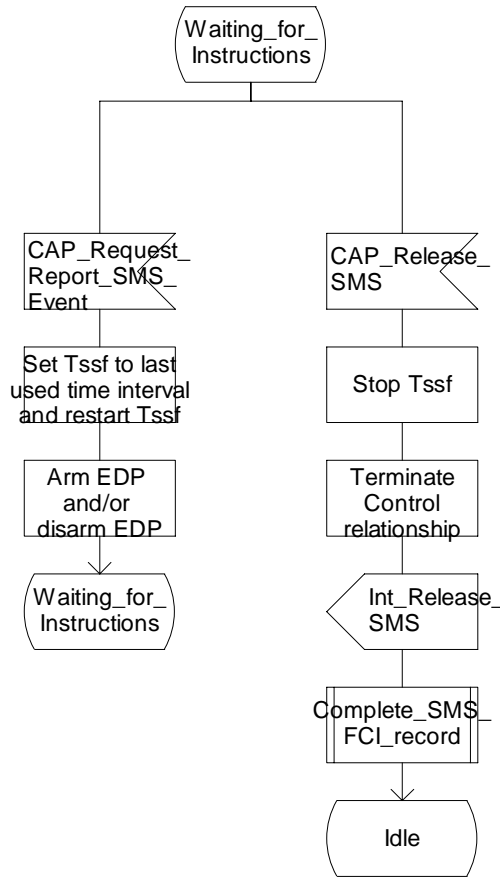 Waiting_for_
Instructions
CAP_Request_
Report_SMS_
Event
Set Tssf to last
used time interval
and restart Tssf
Arm EDP
and/or
disarm EDP
Waiting_for_
Instructions
CAP_Release_
SMS
Stop Tssf
Terminate
Control
relationship
Int_Release_
SMS
Complete_SMS_
FCI_record
Idle